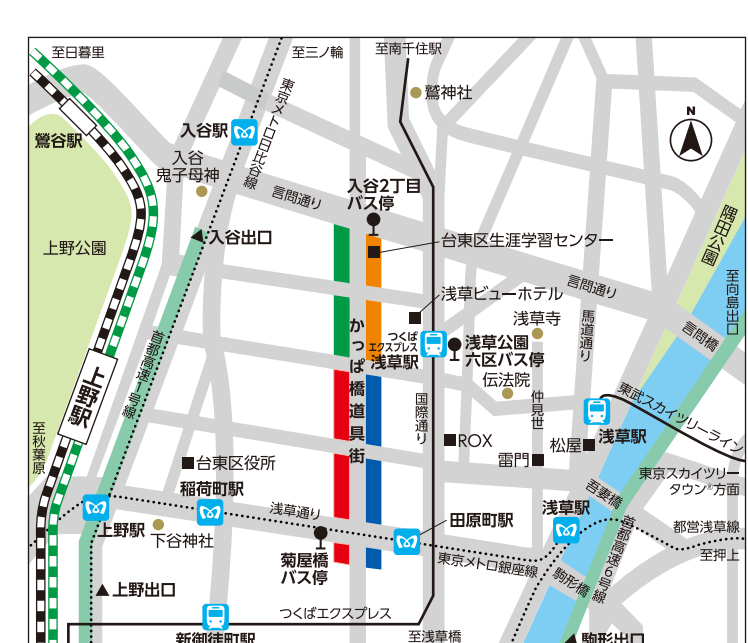 至日暮里
至三ノ輪
至南千住駅
鷲神社
N
入谷駅
鶯谷駅
東京メトロ日比谷線
入谷
鬼子母神
言問通り
入谷2丁目
バス停
隅田公園
入谷出口
台東区生涯学習センター
上野公園
言問通り
至向島出口
浅草ビューホテル
浅草寺
馬道通り
言問橋
かっぱ橋道具街
つくば
エクスプレス
浅草駅
浅草公園
六区バス停
首都高速1号線
伝法院
上野駅
国際通り
仲見世
東武スカイツリーライン
至秋葉原
ROX
松屋
浅草駅
雷門
台東区役所
東京スカイツリー
タウン®方面
稲荷町駅
吾妻橋
浅草通り
田原町駅
浅草駅
上野駅
下谷神社
首都高速6号線
都営浅草線
至押上
菊屋橋
バス停
東京メトロ銀座線
駒形橋
上野出口
つくばエクスプレス
新御徒町駅
至浅草橋
駒形出口